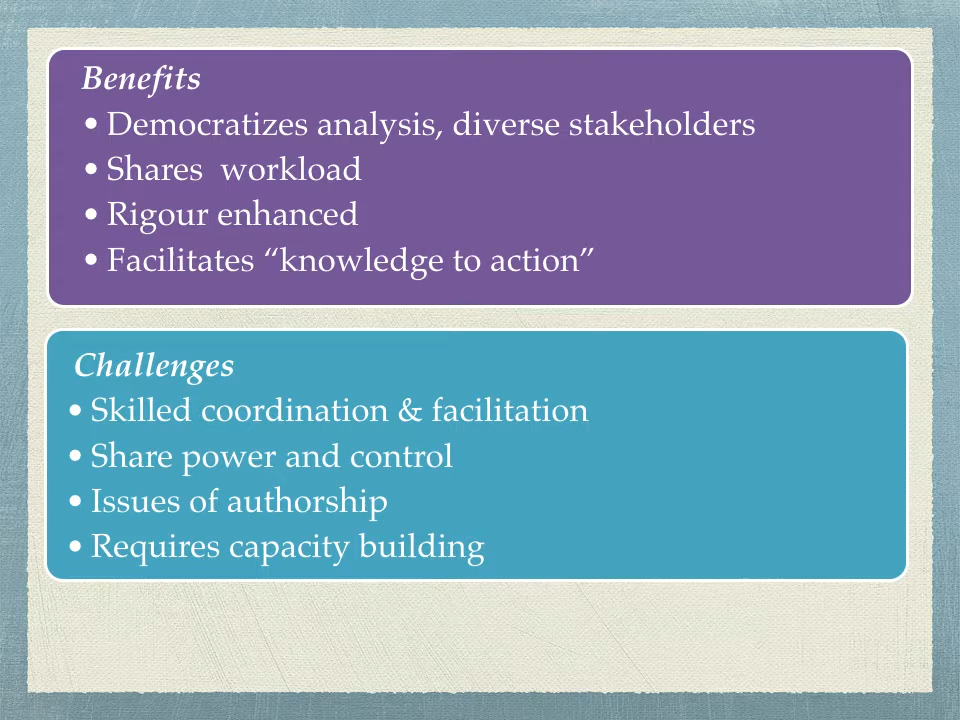 Benefits
• Democratizes analysis, diverse stakeholders
• Shares  workload
• Rigour enhanced
• Facilitates “knowledge to action”
Challenges
• Skilled coordination & facilitation
• Share power and control
• Issues of authorship
• Requires capacity building